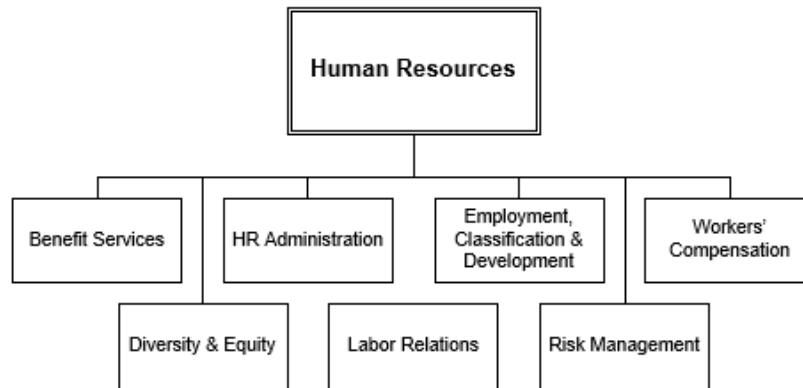 Human Resources
Benefit Services
HR Administration
Employment,
Classification &
Development
Workers'
Compensation
Diversity & Equity
Labor Relations
Risk Management